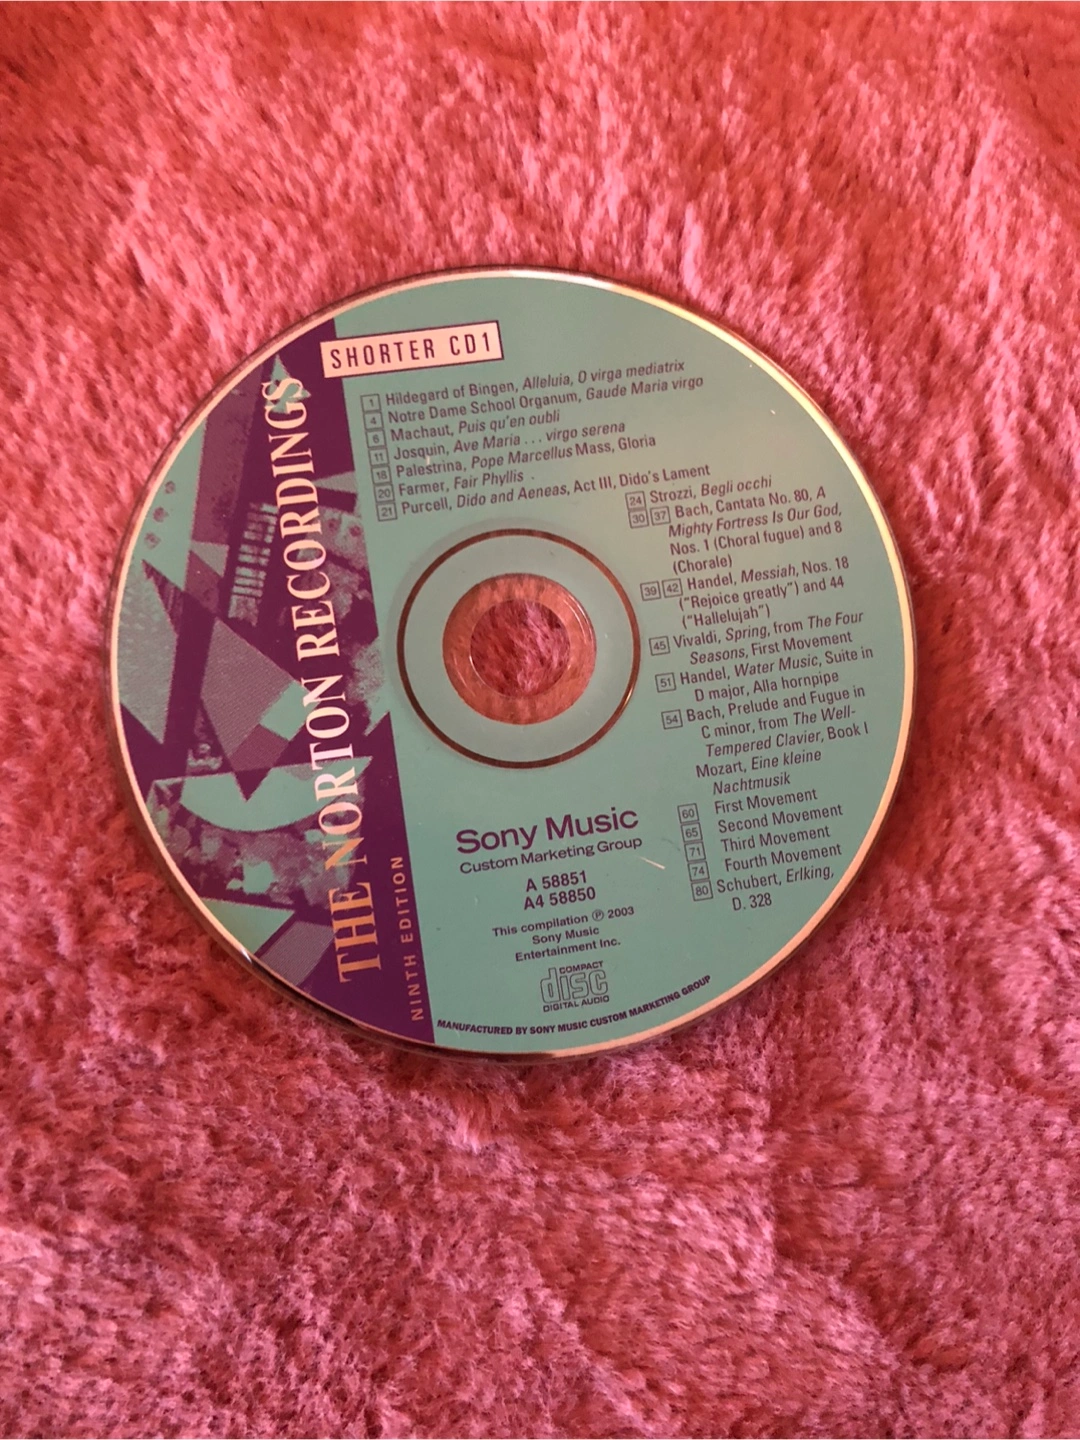 SHORTER CD1
THE NORTON RECORDINGS
NINTH EDITION
1 Hildegard of Bingen, Alleluia, O virga mediatrix
4 Notre Dame School Organum, Gaude Maria virgo
6 Machaut, Puis qu'en oubli
11 Josquin, Ave Maria . . . virgo serena
16 Palestrina, Pope Marcellus Mass, Gloria
20 Farmer, Fair Phyllis
21 Purcell, Dido and Aeneas, Act III, Dido's Lament
24 Strozzi, Begli occhi
30 37 Bach, Cantata No. 80, A
Mighty Fortress Is Our God,
Nos. 1 (Choral fugue) and 8
(Chorale)
39 42 Handel, Messiah, Nos. 18
("Rejoice greatly") and 44
("Hallelujah")
45 Vivaldi, Spring, from The Four
Seasons, First Movement
51 Handel, Water Music, Suite in
D major, Alla hornpipe
54 Bach, Prelude and Fugue in
C minor, from The Well-
Tempered Clavier, Book I
Mozart, Eine kleine
Nachtmusik
60 First Movement
65 Second Movement
71 Third Movement
74 Fourth Movement
80 Schubert, Erlking,
D. 328
Sony Music
Custom Marketing Group
A 58851
A4 58850
This compilation ℗ 2003
Sony Music
Entertainment Inc.
COMPACT
disc
DIGITAL AUDIO
MANUFACTURED BY SONY MUSIC CUSTOM MARKETING GROUP